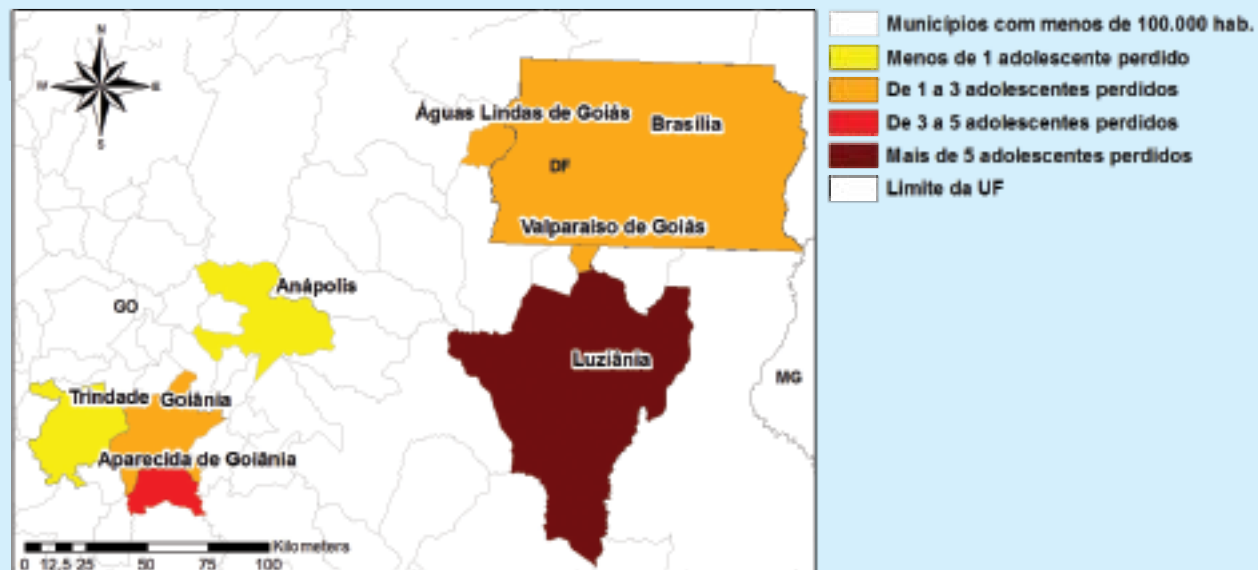 N
W
E
S
Águas Lindas de Goiás
Brasília
DF
Valparaiso de Goiás
Anápolis
GO
Luziânia
MG
Trindade
Goiânia
Aparecida de Goiânia
Kilometers
0 12,5 25 50 75 100
Municípios com menos de 100.000 hab.
Menos de 1 adolescente perdido
De 1 a 3 adolescentes perdidos
De 3 a 5 adolescentes perdidos
Mais de 5 adolescentes perdidos
Limite da UF